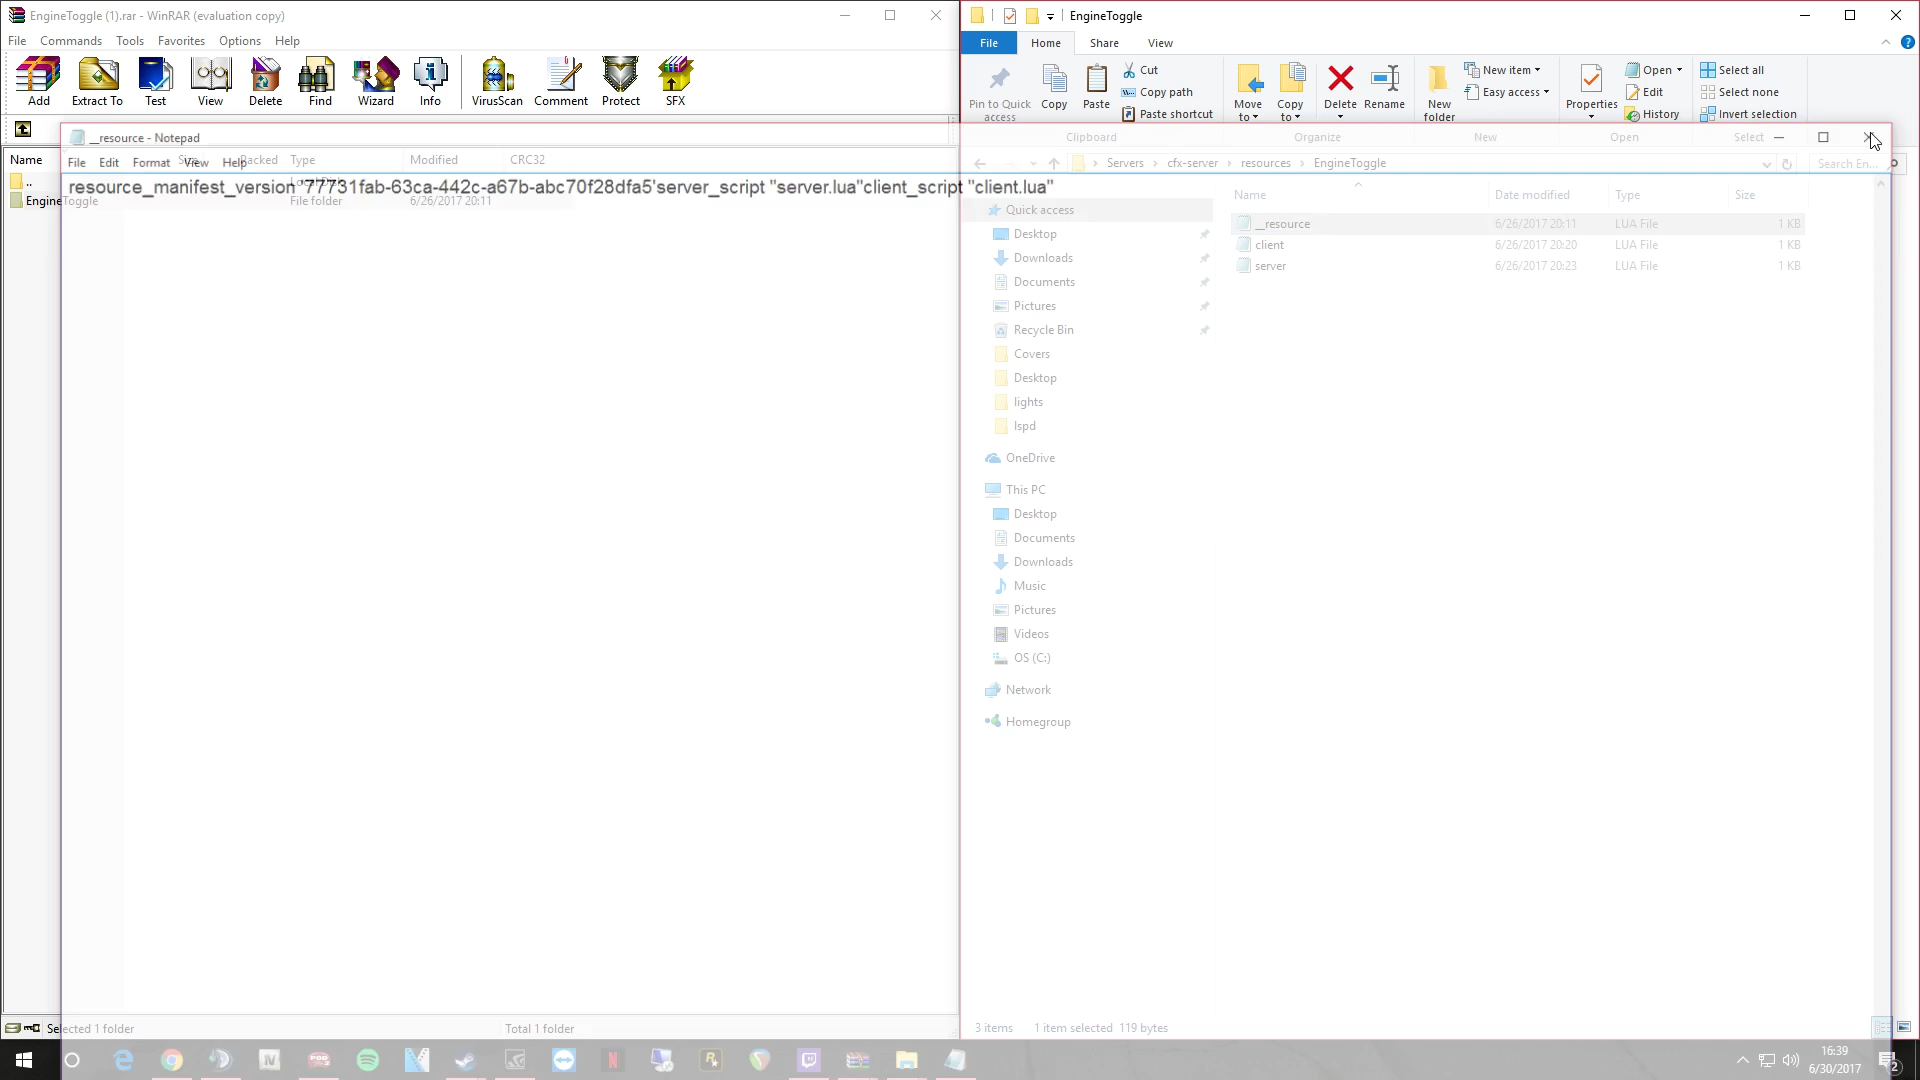 EngineToggle (1).rar - WinRAR (evaluation copy)
File Commands Tools Favorites Options Help
Add Extract To Test View Delete Find Wizard Info VirusScan Comment Protect SFX
Name Size Packed Type Modified CRC32
..
EngineToggle File folder 6/26/2017 20:11
Selected 1 folder Total 1 folder
__resource - Notepad
File Edit Format View Help
resource_manifest_version '77731fab-63ca-442c-a67b-abc70f28dfa5'server_script "server.lua"client_script "client.lua"
EngineToggle
File Home Share View
Pin to Quick access
Copy
Paste
Cut
Copy path
Paste shortcut
Move to
Copy to
Delete
Rename
New folder
New item
Easy access
Properties
Open
Edit
History
Select all
Select none
Invert selection
Clipboard Organize New Open Select
Servers cfx-server resources EngineToggle
Search En...
Name Date modified Type Size
__resource 6/26/2017 20:11 LUA File 1 KB
client 6/26/2017 20:20 LUA File 1 KB
server 6/26/2017 20:23 LUA File 1 KB
Quick access
Desktop
Downloads
Documents
Pictures
Recycle Bin
Covers
Desktop
lights
lspd
OneDrive
This PC
Desktop
Documents
Downloads
Music
Pictures
Videos
OS (C:)
Network
Homegroup
3 items 1 item selected 119 bytes
16:39
6/30/2017
2